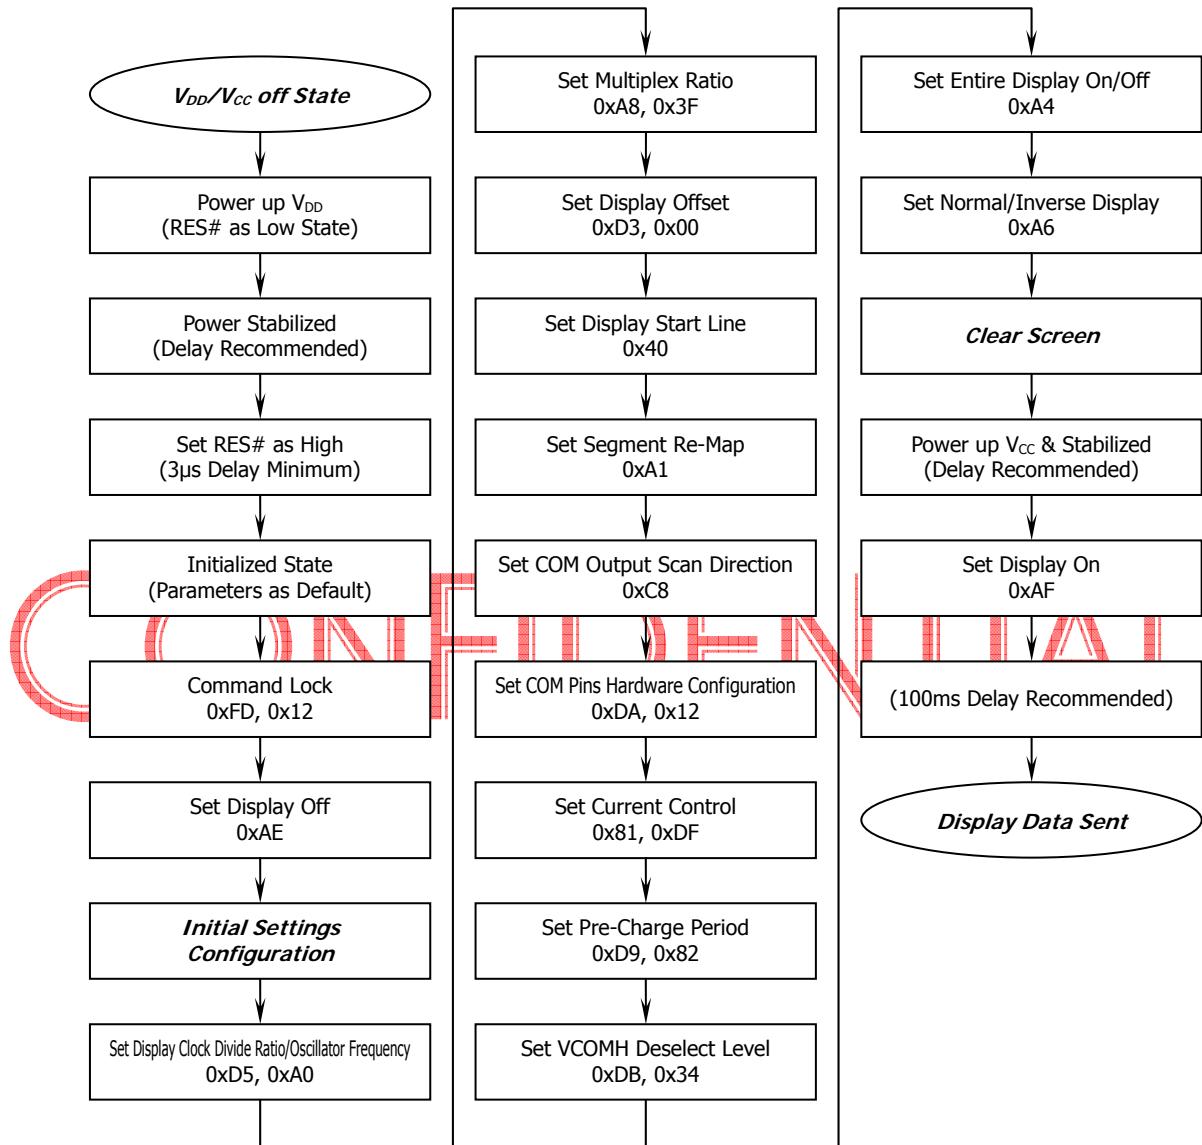 V_DD/V_CC off State
Power up V_DD
(RES# as Low State)
Power Stabilized
(Delay Recommended)
Set RES# as High
(3µs Delay Minimum)
Initialized State
(Parameters as Default)
Command Lock
0xFD, 0x12
Set Display Off
0xAE
Initial Settings
Configuration
Set Display Clock Divide Ratio/Oscillator Frequency
0xD5, 0xA0
Set Multiplex Ratio
0xA8, 0x3F
Set Display Offset
0xD3, 0x00
Set Display Start Line
0x40
Set Segment Re-Map
0xA1
Set COM Output Scan Direction
0xC8
Set COM Pins Hardware Configuration
0xDA, 0x12
Set Current Control
0x81, 0xDF
Set Pre-Charge Period
0xD9, 0x82
Set VCOMH Deselect Level
0xDB, 0x34
Set Entire Display On/Off
0xA4
Set Normal/Inverse Display
0xA6
Clear Screen
Power up V_CC & Stabilized
(Delay Recommended)
Set Display On
0xAF
(100ms Delay Recommended)
Display Data Sent
CONFIDENTIAL